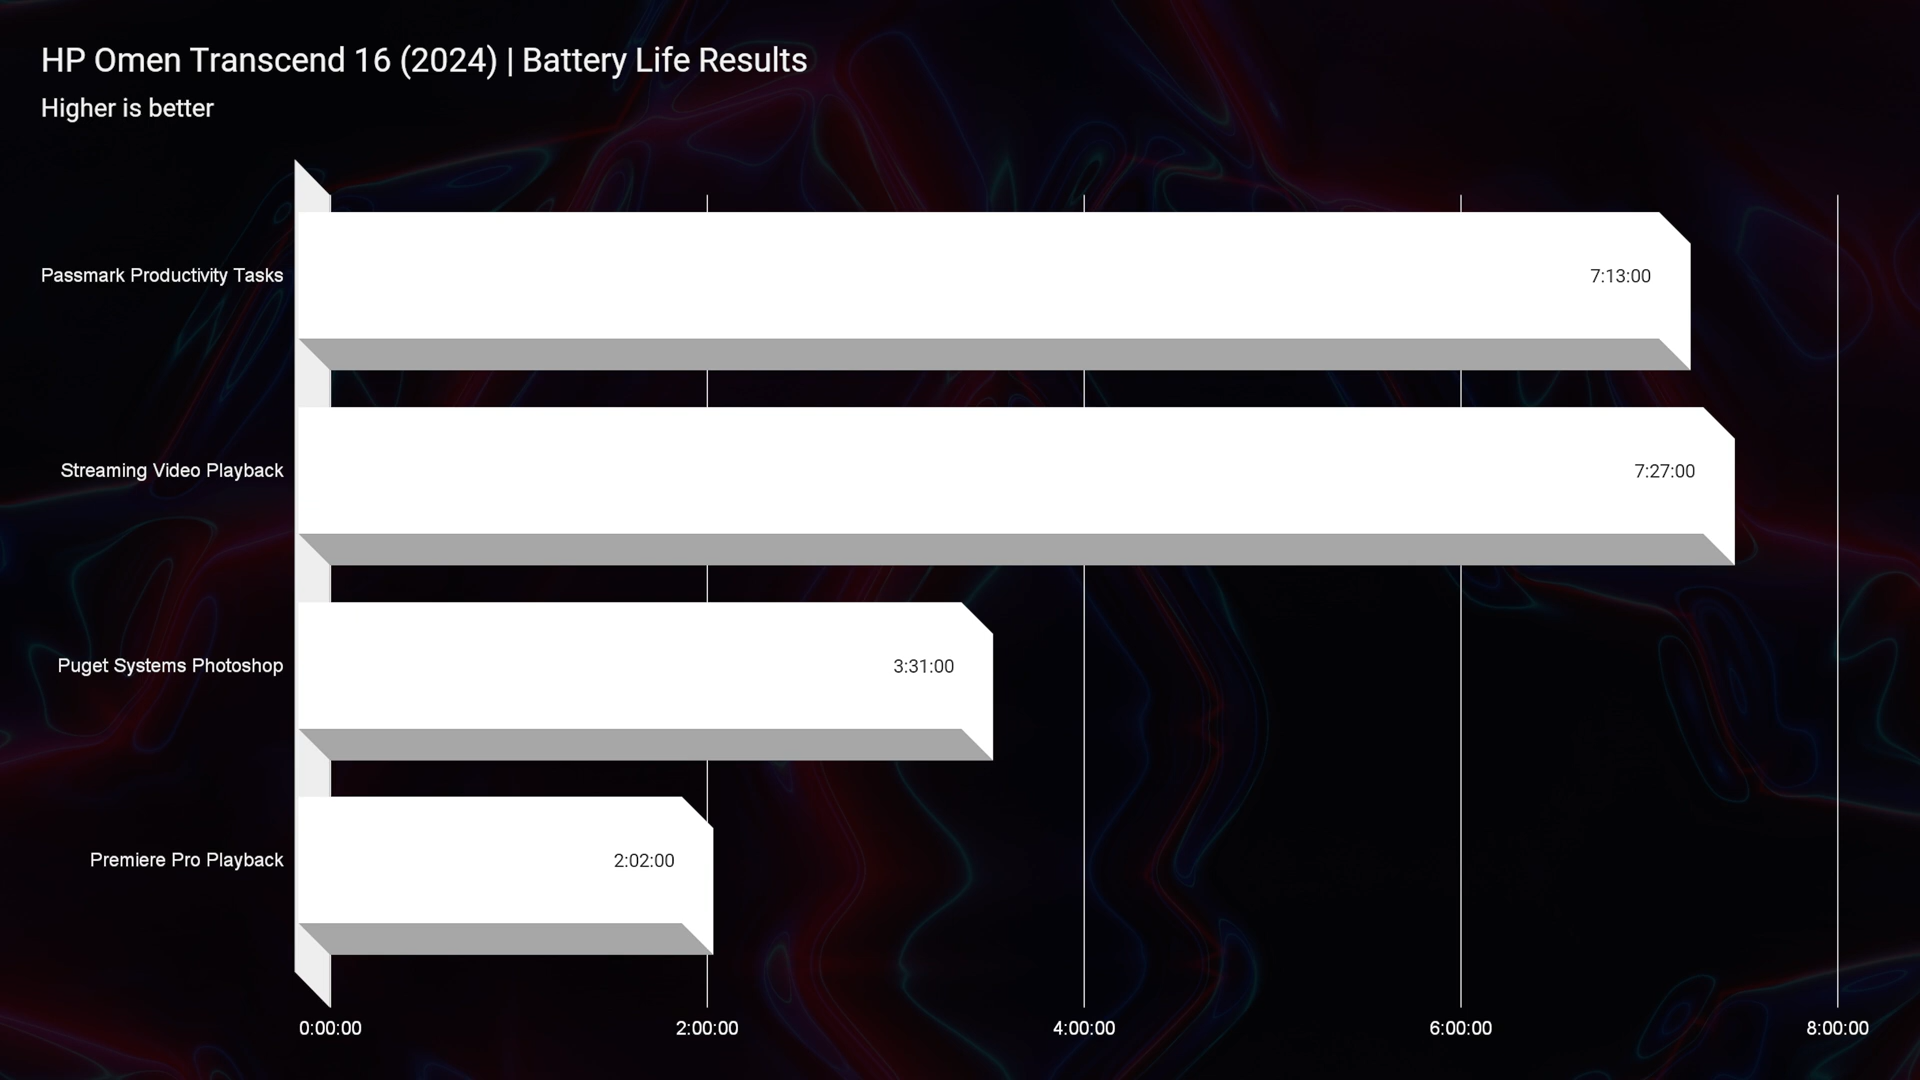 HP Omen Transcend 16 (2024) | Battery Life Results
Higher is better
Passmark Productivity Tasks
7:13:00
Streaming Video Playback
7:27:00
Puget Systems Photoshop
3:31:00
Premiere Pro Playback
2:02:00
0:00:00 2:00:00 4:00:00 6:00:00 8:00:00